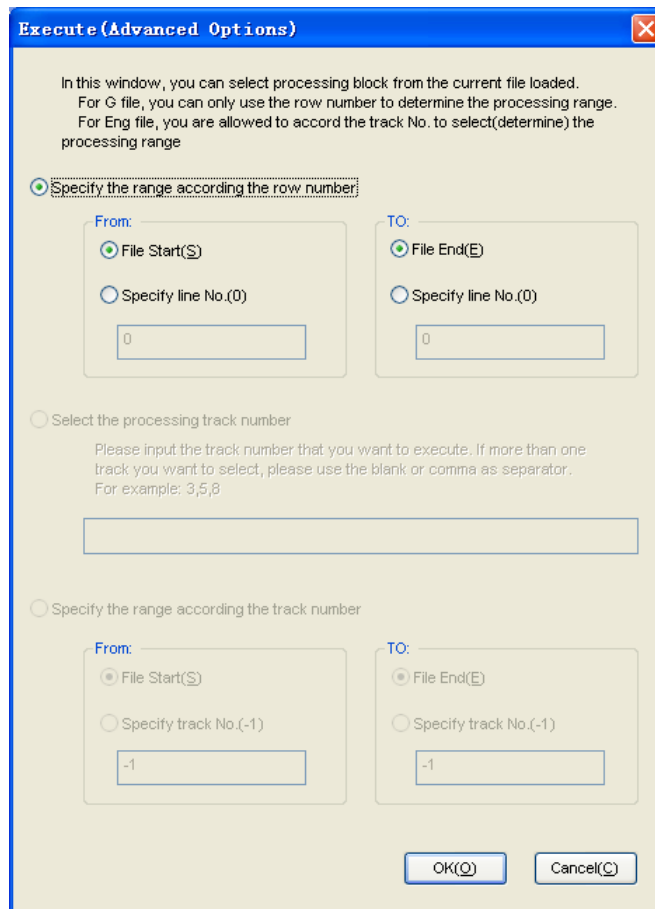 Execute(Advanced Options)
In this window, you can select processing block from the current file loaded.
For G file, you can only use the row number to determine the processing range.
For Eng file, you are allowed to accord the track No. to select(determine) the
processing range
Specify the range according the row number
From:
File Start(S)
Specify line No.(0)
0
TO:
File End(E)
Specify line No.(0)
0
Select the processing track number
Please input the track number that you want to execute. If more than one
track you want to select, please use the blank or comma as separator.
For example: 3,5,8
Specify the range according the track number
From:
File Start(S)
Specify track No.(-1)
-1
TO:
File End(E)
Specify track No.(-1)
-1
OK(O)
Cancel(C)